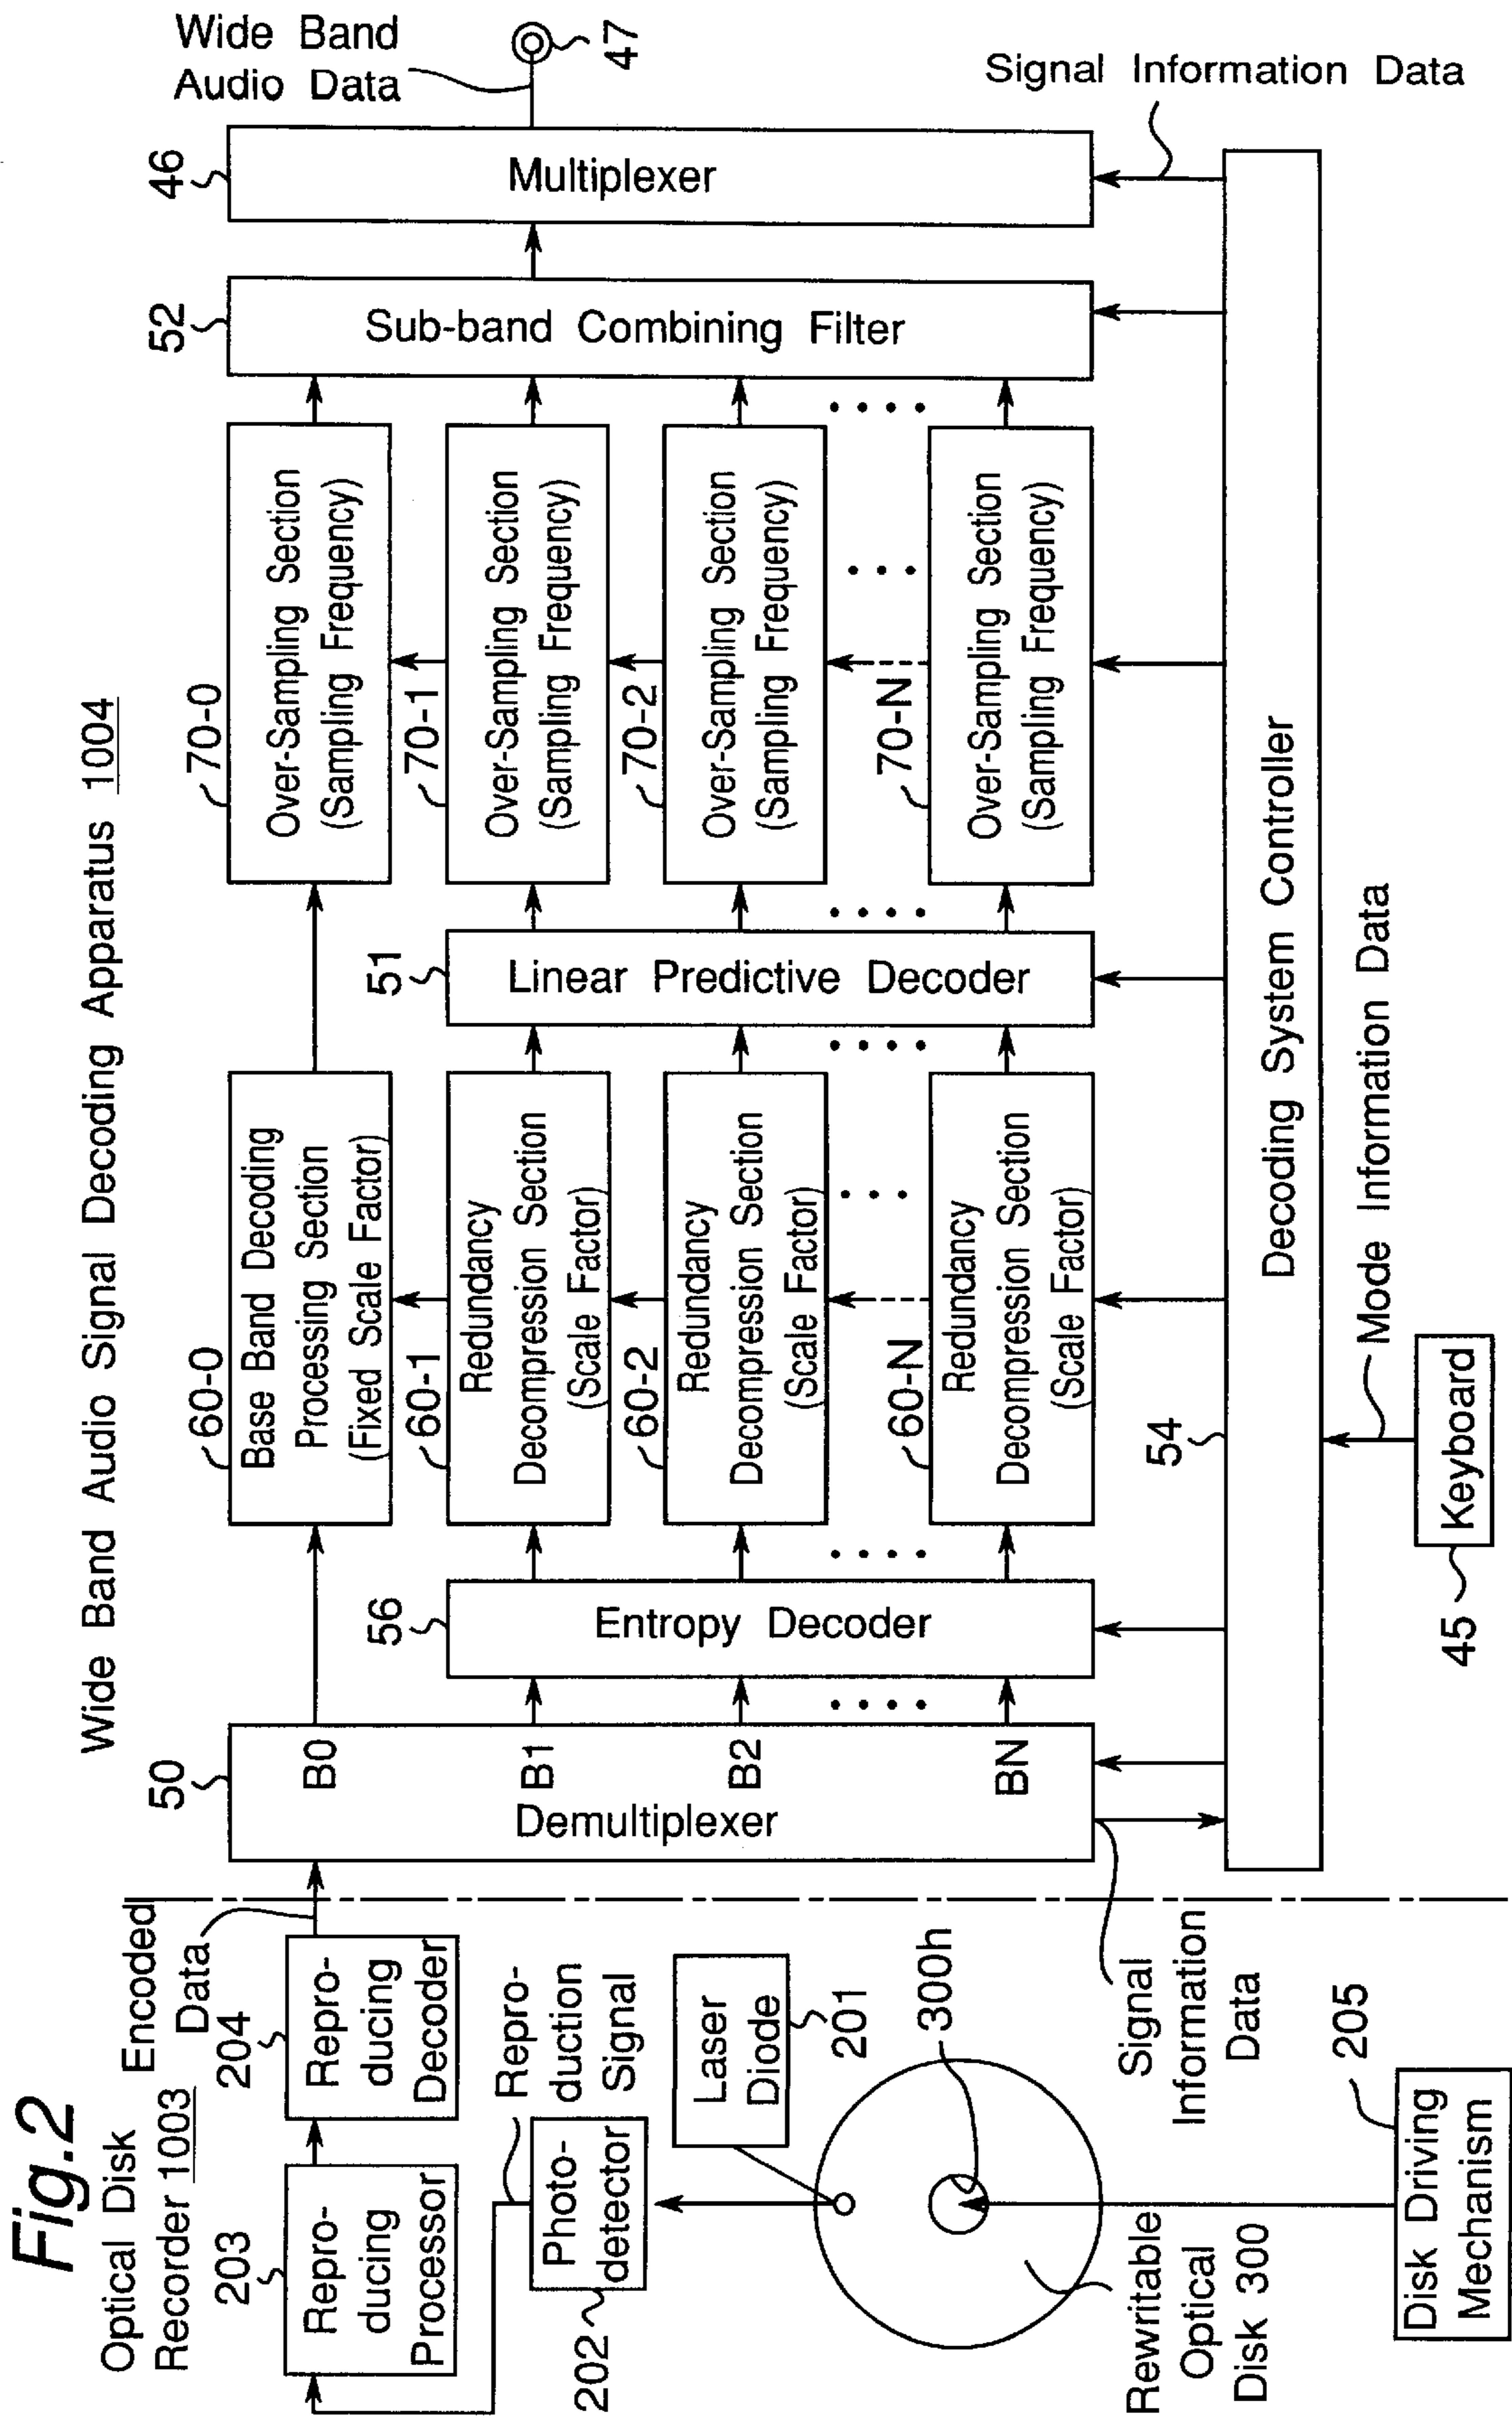 Fig.2
Optical Disk
Recorder 1003
Wide Band Audio Signal Decoding Apparatus 1004
203
Repro-
ducing
Processor
204
Repro-
ducing
Decoder
Encoded
Data
202
Photo-
detector
Repro-
duction
Signal
Laser
Diode
201
300h
Rewritable
Optical
Disk 300
205
Disk Driving
Mechanism
Signal
Information
Data
50
B0
B1
B2
BN
Demultiplexer
56
Entropy Decoder
60-0
Base Band Decoding
Processing Section
(Fixed Scale Factor)
60-1
Redundancy
Decompression Section
(Scale Factor)
60-2
Redundancy
Decompression Section
(Scale Factor)
60-N
Redundancy
Decompression Section
(Scale Factor)
51
Linear Predictive Decoder
70-0
Over-Sampling Section
(Sampling Frequency)
70-1
Over-Sampling Section
(Sampling Frequency)
70-2
Over-Sampling Section
(Sampling Frequency)
70-N
Over-Sampling Section
(Sampling Frequency)
52
Sub-band Combining Filter
46
Multiplexer
Wide Band
Audio Data
47
Signal Information Data
54
Decoding System Controller
45
Keyboard
Mode Information Data